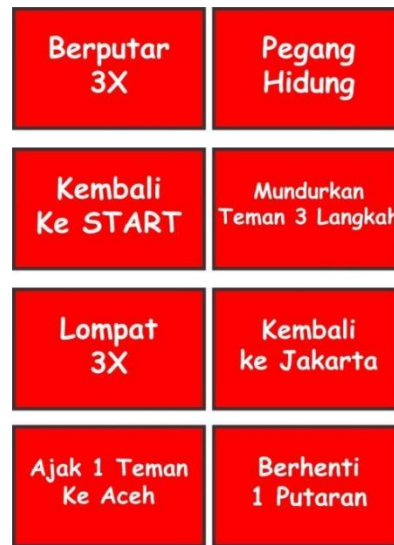 Berputar
3X
Pegang
Hidung
Kembali
Ke START
Mundurkan
Teman 3 Langkah
Lompat
3X
Kembali
ke Jakarta
Ajak 1 Teman
Ke Aceh
Berhenti
1 Putaran